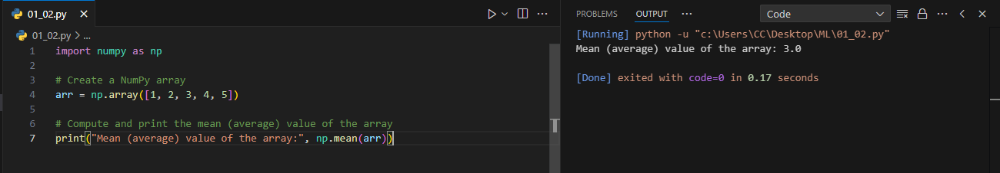 01_02.py
01_02.py > ...
1 import numpy as np
2
3 # Create a NumPy array
4 arr = np.array([1, 2, 3, 4, 5])
5
6 # Compute and print the mean (average) value of the array
7 print("Mean (average) value of the array:", np.mean(arr))
PROBLEMS OUTPUT ... Code
[Running] python -u "c:\Users\CC\Desktop\ML\01_02.py"
Mean (average) value of the array: 3.0
[Done] exited with code=0 in 0.17 seconds